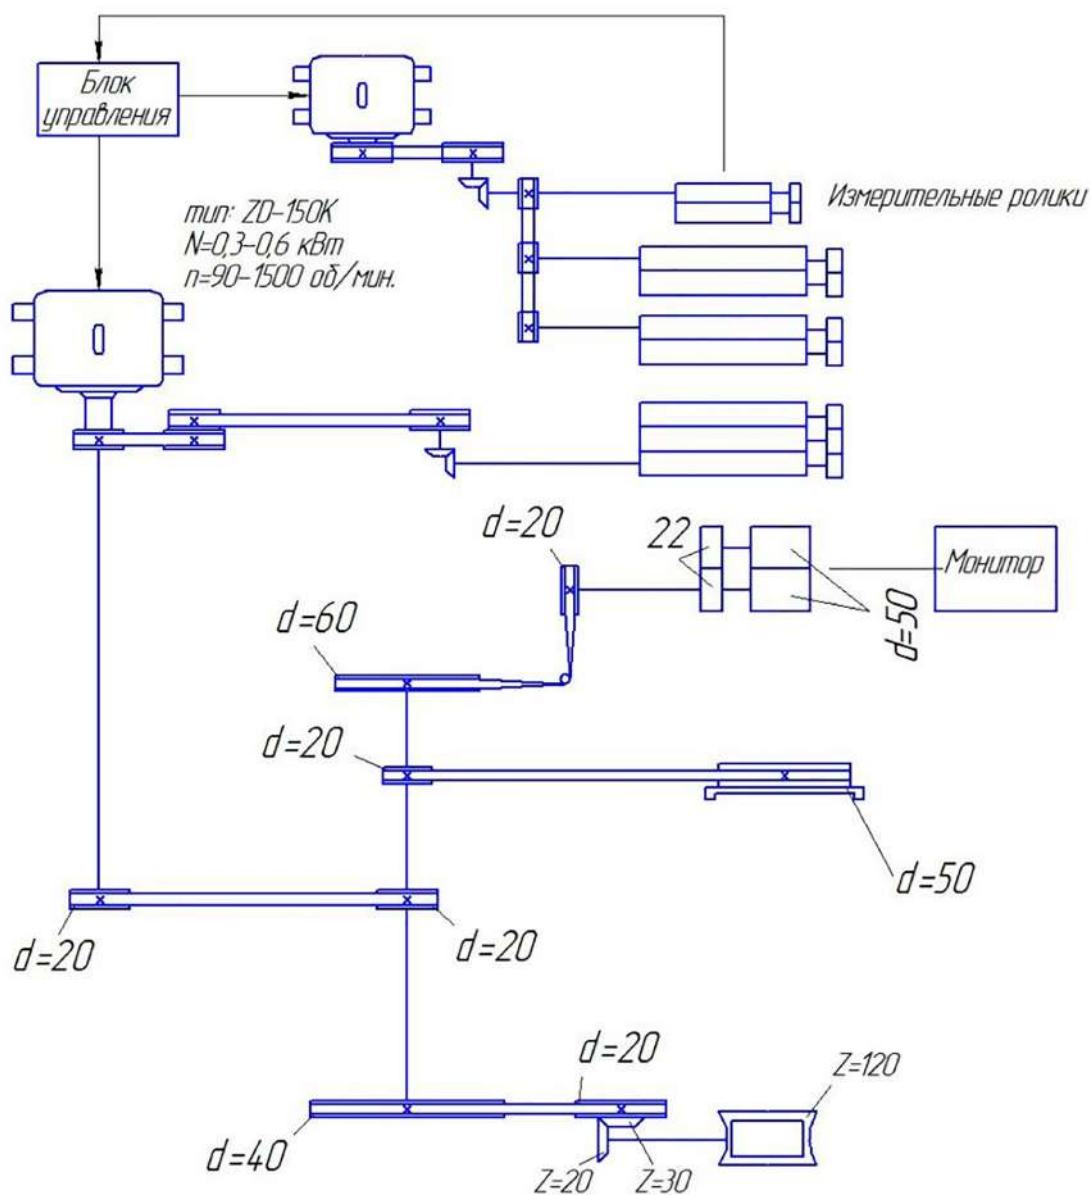 Блок
управления
тип: ZD-150K
N=0,3-0,6 кВт
n=90-1500 об/мин.
Измерительные ролики
d=20
22
Монитор
d=50
d=60
d=20
d=50
d=20
d=20
d=20
Z=120
d=40
Z=20
Z=30